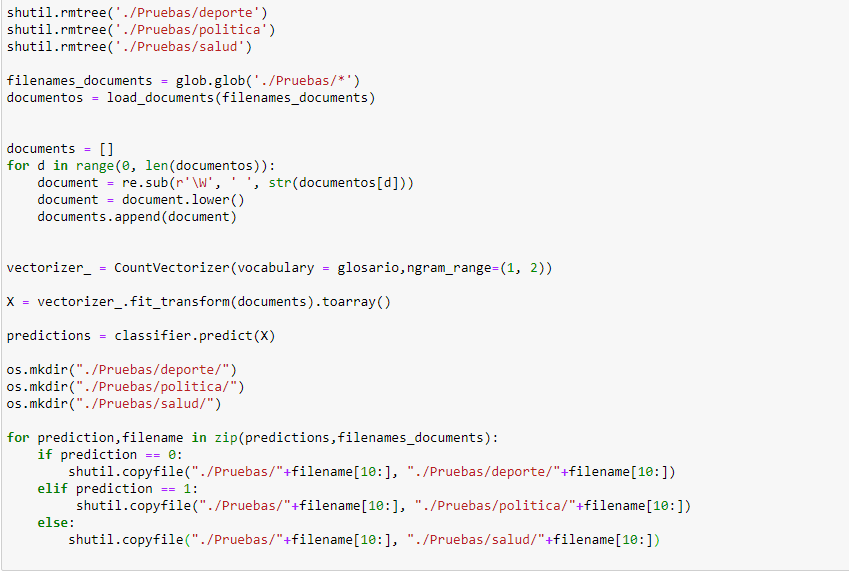 shutil.rmtree('./Pruebas/deporte')
shutil.rmtree('./Pruebas/politica')
shutil.rmtree('./Pruebas/salud')
filenames_documents = glob.glob('./Pruebas/*')
documentos = load_documents(filenames_documents)
documents = []
for d in range(0, len(documentos)):
    document = re.sub(r'\W', ' ', str(documentos[d]))
    document = document.lower()
    documents.append(document)
vectorizer_ = CountVectorizer(vocabulary = glosario,ngram_range=(1, 2))
X = vectorizer_.fit_transform(documents).toarray()
predictions = classifier.predict(X)
os.mkdir("./Pruebas/deporte/")
os.mkdir("./Pruebas/politica/")
os.mkdir("./Pruebas/salud/")
for prediction,filename in zip(predictions,filenames_documents):
    if prediction == 0:
        shutil.copyfile("./Pruebas/"+filename[10:], "./Pruebas/deporte/"+filename[10:])
    elif prediction == 1:
         shutil.copyfile("./Pruebas/"+filename[10:], "./Pruebas/politica/"+filename[10:])
    else:
        shutil.copyfile("./Pruebas/"+filename[10:], "./Pruebas/salud/"+filename[10:])